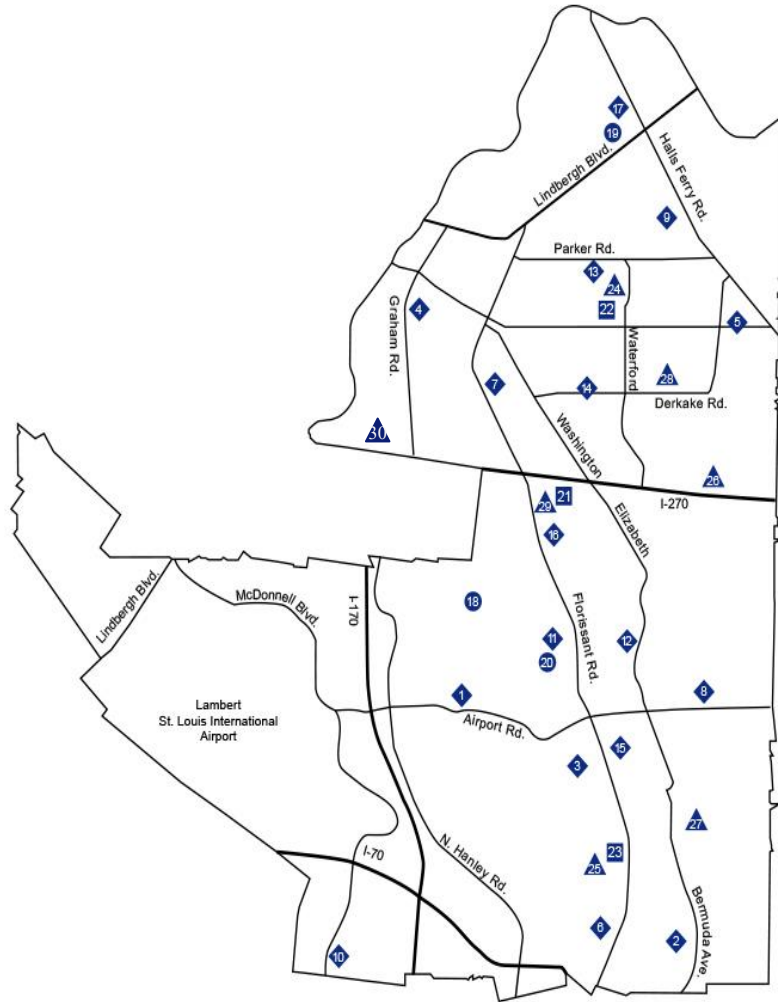 17
19
Lindbergh Blvd.
Halls Ferry Rd.
9
Parker Rd.
13
24
22
4
Graham Rd.
5
Waterford
7
14
28
Derkake Rd.
30
Washington
26
21
29
I-270
16
Elizabeth
Lindbergh Blvd.
McDonnell Blvd.
I-170
18
11
20
12
Florissant Rd.
1
8
Lambert
St. Louis International
Airport
Airport Rd.
15
3
27
I-70
N. Hanley Rd.
23
25
6
2
Bermuda Ave.
10